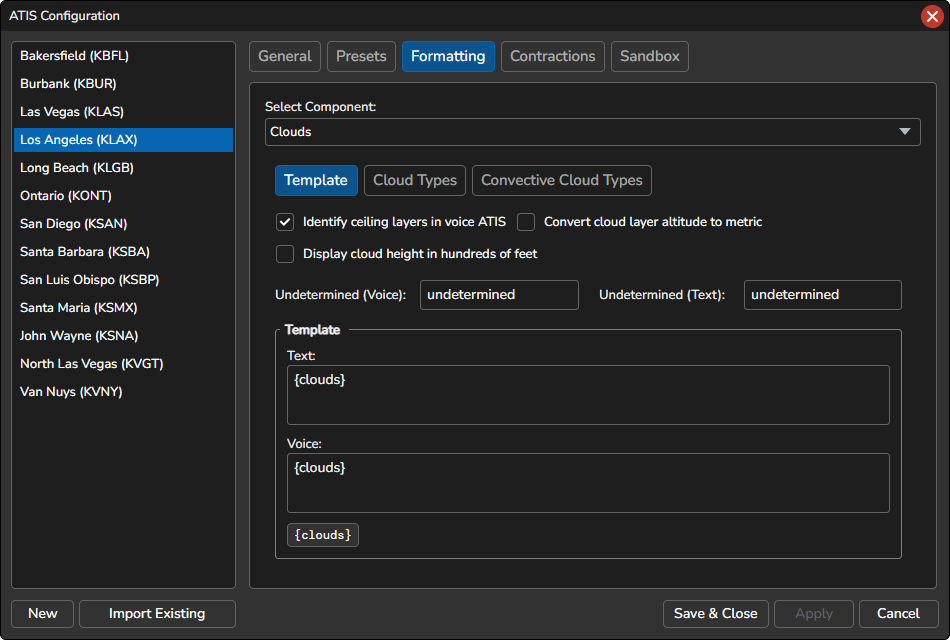 ATIS Configuration
Bakersfield (KBFL)
Burbank (KBUR)
Las Vegas (KLAS)
Los Angeles (KLAX)
Long Beach (KLGB)
Ontario (KONT)
San Diego (KSAN)
Santa Barbara (KSBA)
San Luis Obispo (KSBP)
Santa Maria (KSMX)
John Wayne (KSNA)
North Las Vegas (KVGT)
Van Nuys (KVNY)
General Presets Formatting Contractions Sandbox
Select Component:
Clouds
Template Cloud Types Convective Cloud Types
Identify ceiling layers in voice ATIS Convert cloud layer altitude to metric
Display cloud height in hundreds of feet
Undetermined (Voice): undetermined Undetermined (Text): undetermined
Template
Text:
{clouds}
Voice:
{clouds}
{clouds}
New Import Existing Save & Close Apply Cancel